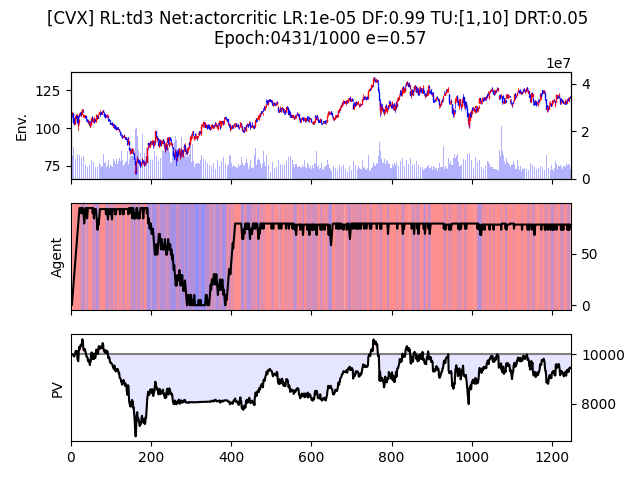 [CVX] RL:td3 Net:actorcritic LR:1e-05 DF:0.99 TU:[1,10] DRT:0.05
Epoch:0431/1000 e=0.57
1e7
125
100
75
Env.
4
2
0
Agent
50
0
PV
10000
8000
0
200
400
600
800
1000
1200